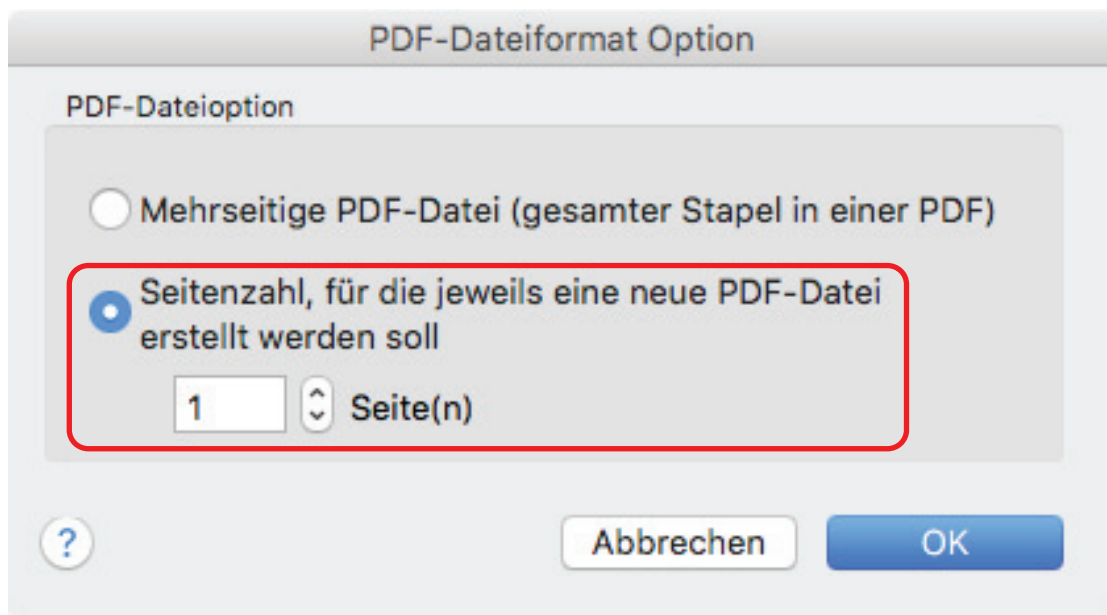 PDF-Dateiformat Option
PDF-Dateioption
Mehrseitige PDF-Datei (gesamter Stapel in einer PDF)
Seitenzahl, für die jeweils eine neue PDF-Datei
erstellt werden soll
1 Seite(n)
? Abbrechen OK